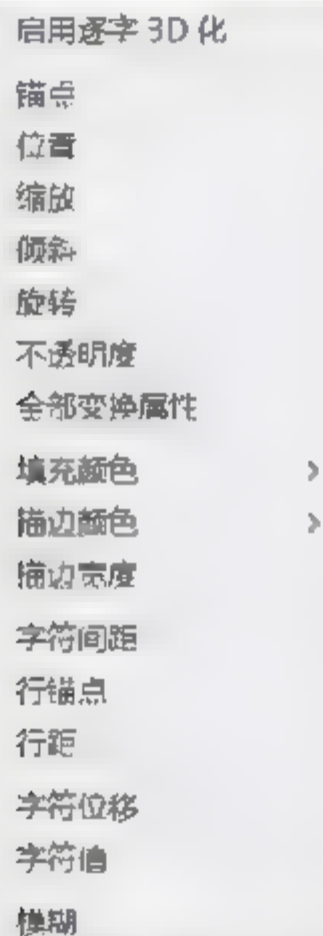 启用逐字 3D 化
锚点
位置
缩放
倾斜
旋转
不透明度
全部变换属性
填充颜色
描边颜色
描边宽度
字符间距
行锚点
行距
字符位移
字符值
模糊